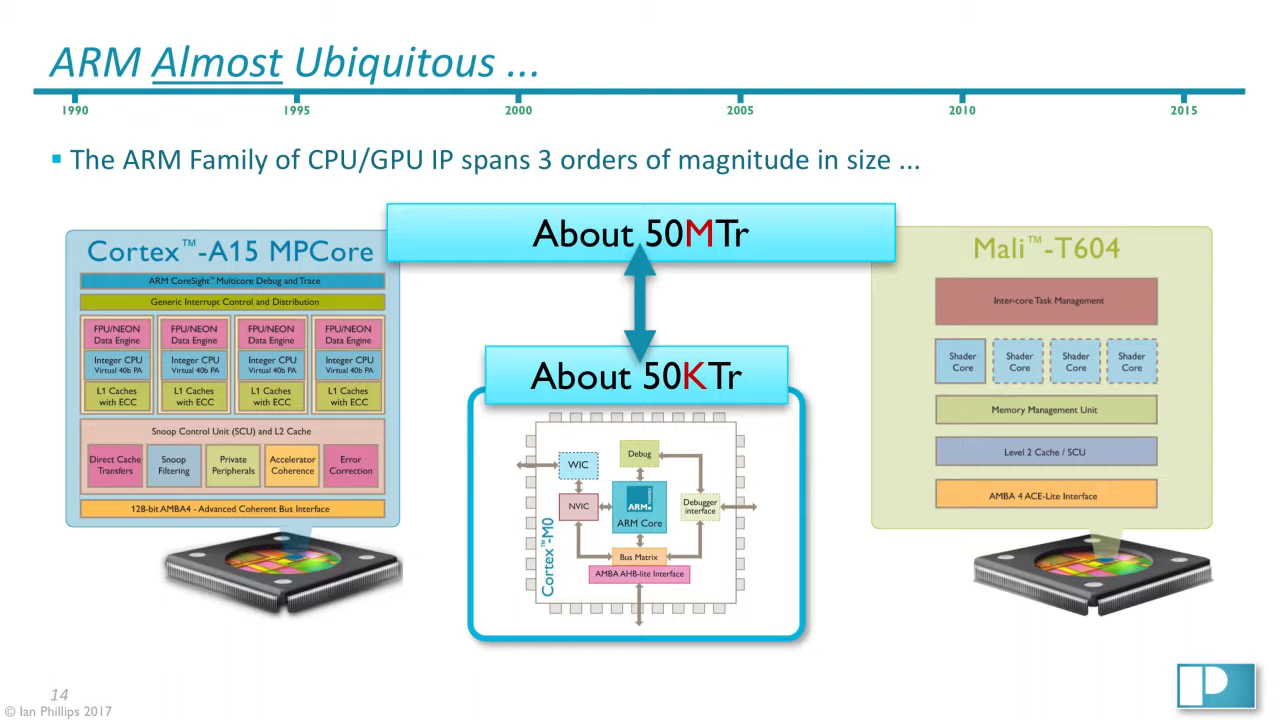 ARM Almost Ubiquitous ...
1990 1995 2000 2005 2010 2015
▪ The ARM Family of CPU/GPU IP spans 3 orders of magnitude in size ...
About 50MTr
Cortex™-A15 MPCore
ARM CoreSight™ Multicore Debug and Trace
Generic Interrupt Control and Distribution
FPU/NEON FPU/NEON FPU/NEON FPU/NEON
Data Engine Data Engine Data Engine Data Engine
Integer CPU Integer CPU Integer CPU Integer CPU
Virtual 40b PA Virtual 40b PA Virtual 40b PA Virtual 40b PA
L1 Caches L1 Caches L1 Caches L1 Caches
with ECC with ECC with ECC with ECC
Snoop Control Unit (SCU) and L2 Cache
Direct Cache Snoop Private Accelerator Error
Transfers Filtering Peripherals Coherence Correction
128-bit AMBA4 - Advanced Coherent Bus Interface
About 50KTr
Debug
WIC
NVIC
ARM
ARM Core
Debugger
interface
Bus Matrix
AMBA AHB-lite Interface
Cortex™-M0
Mali™-T604
Inter-core Task Management
Shader Shader Shader Shader
Core Core Core Core
Memory Management Unit
Level 2 Cache / SCU
AMBA 4 ACE-Lite Interface
14
© Ian Phillips 2017
P